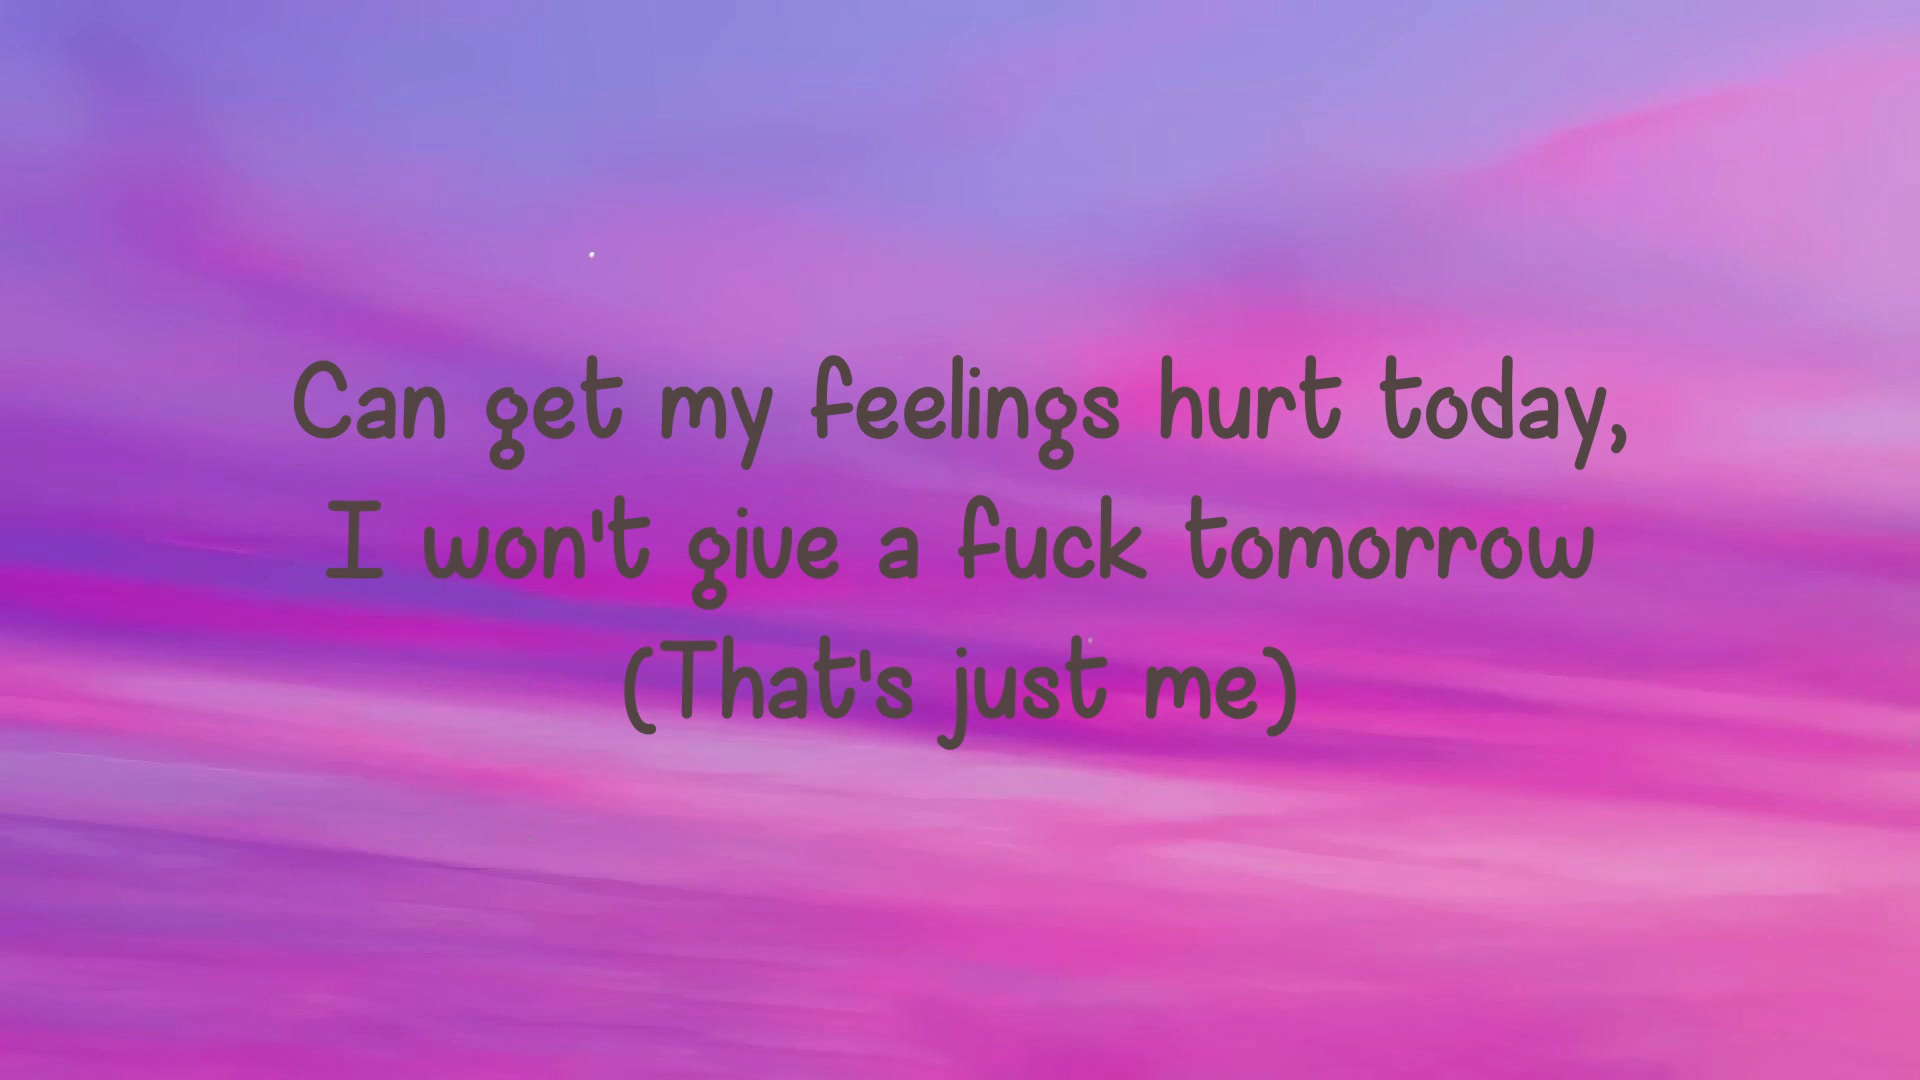 Can get my feelings hurt today,
I won't give a fuck tomorrow
(That's just me)